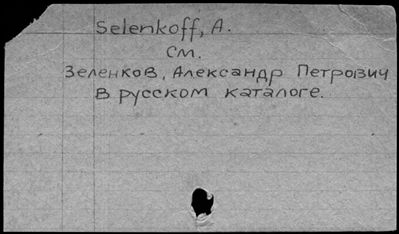 Selenkoff, A.
см.
Зеленков, Александр Петрович
в русском каталоге.